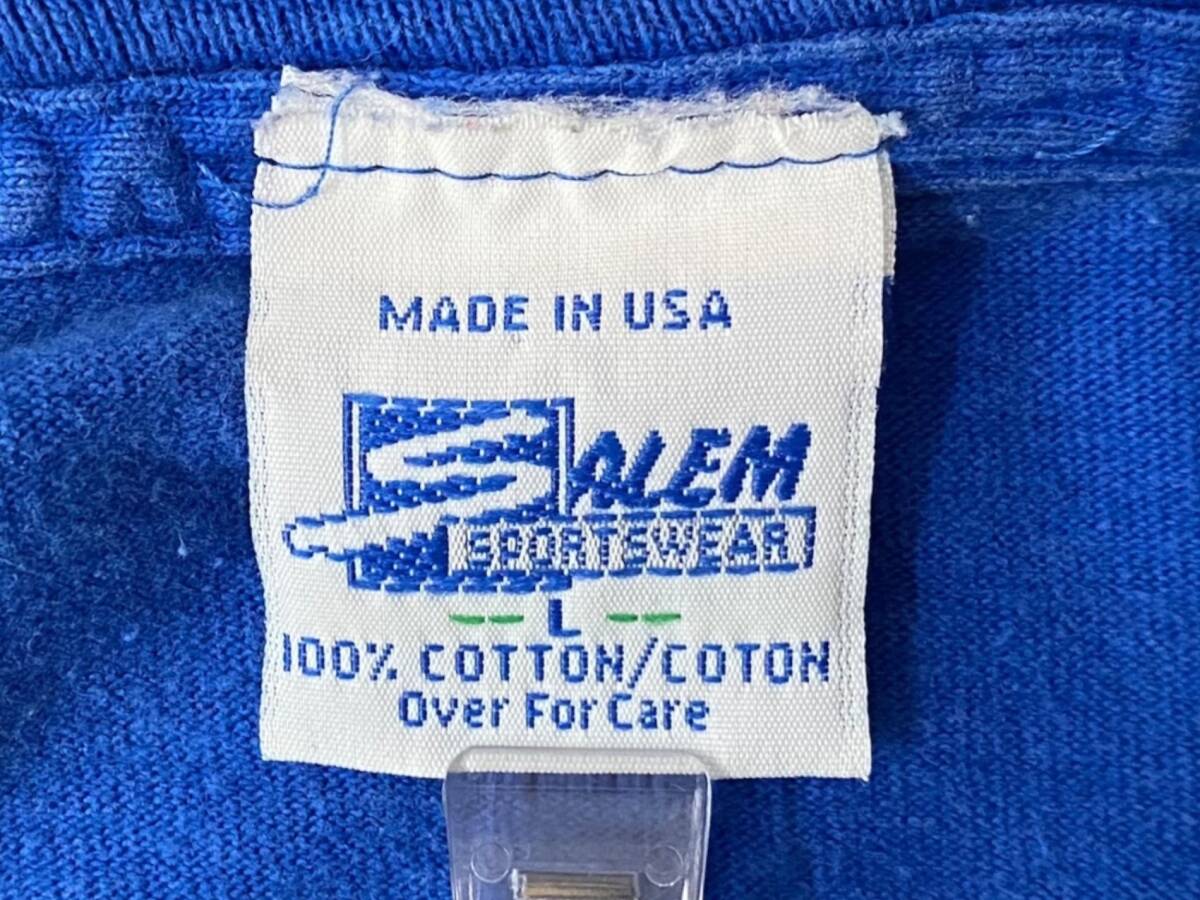 MADE IN USA
SALEM
SPORTSWEAR
-- L --
100% COTTON/COTON
Over For Care